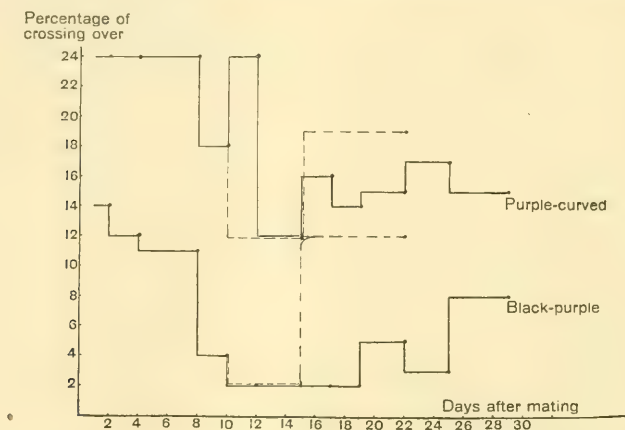 Percentage of
crossing over
24
22
20
18
16
14
12
10
8
6
4
2
Purple-curved
Black-purple
Days after mating
2 4 6 8 10 12 14 16 18 20 22 24 26 28 30